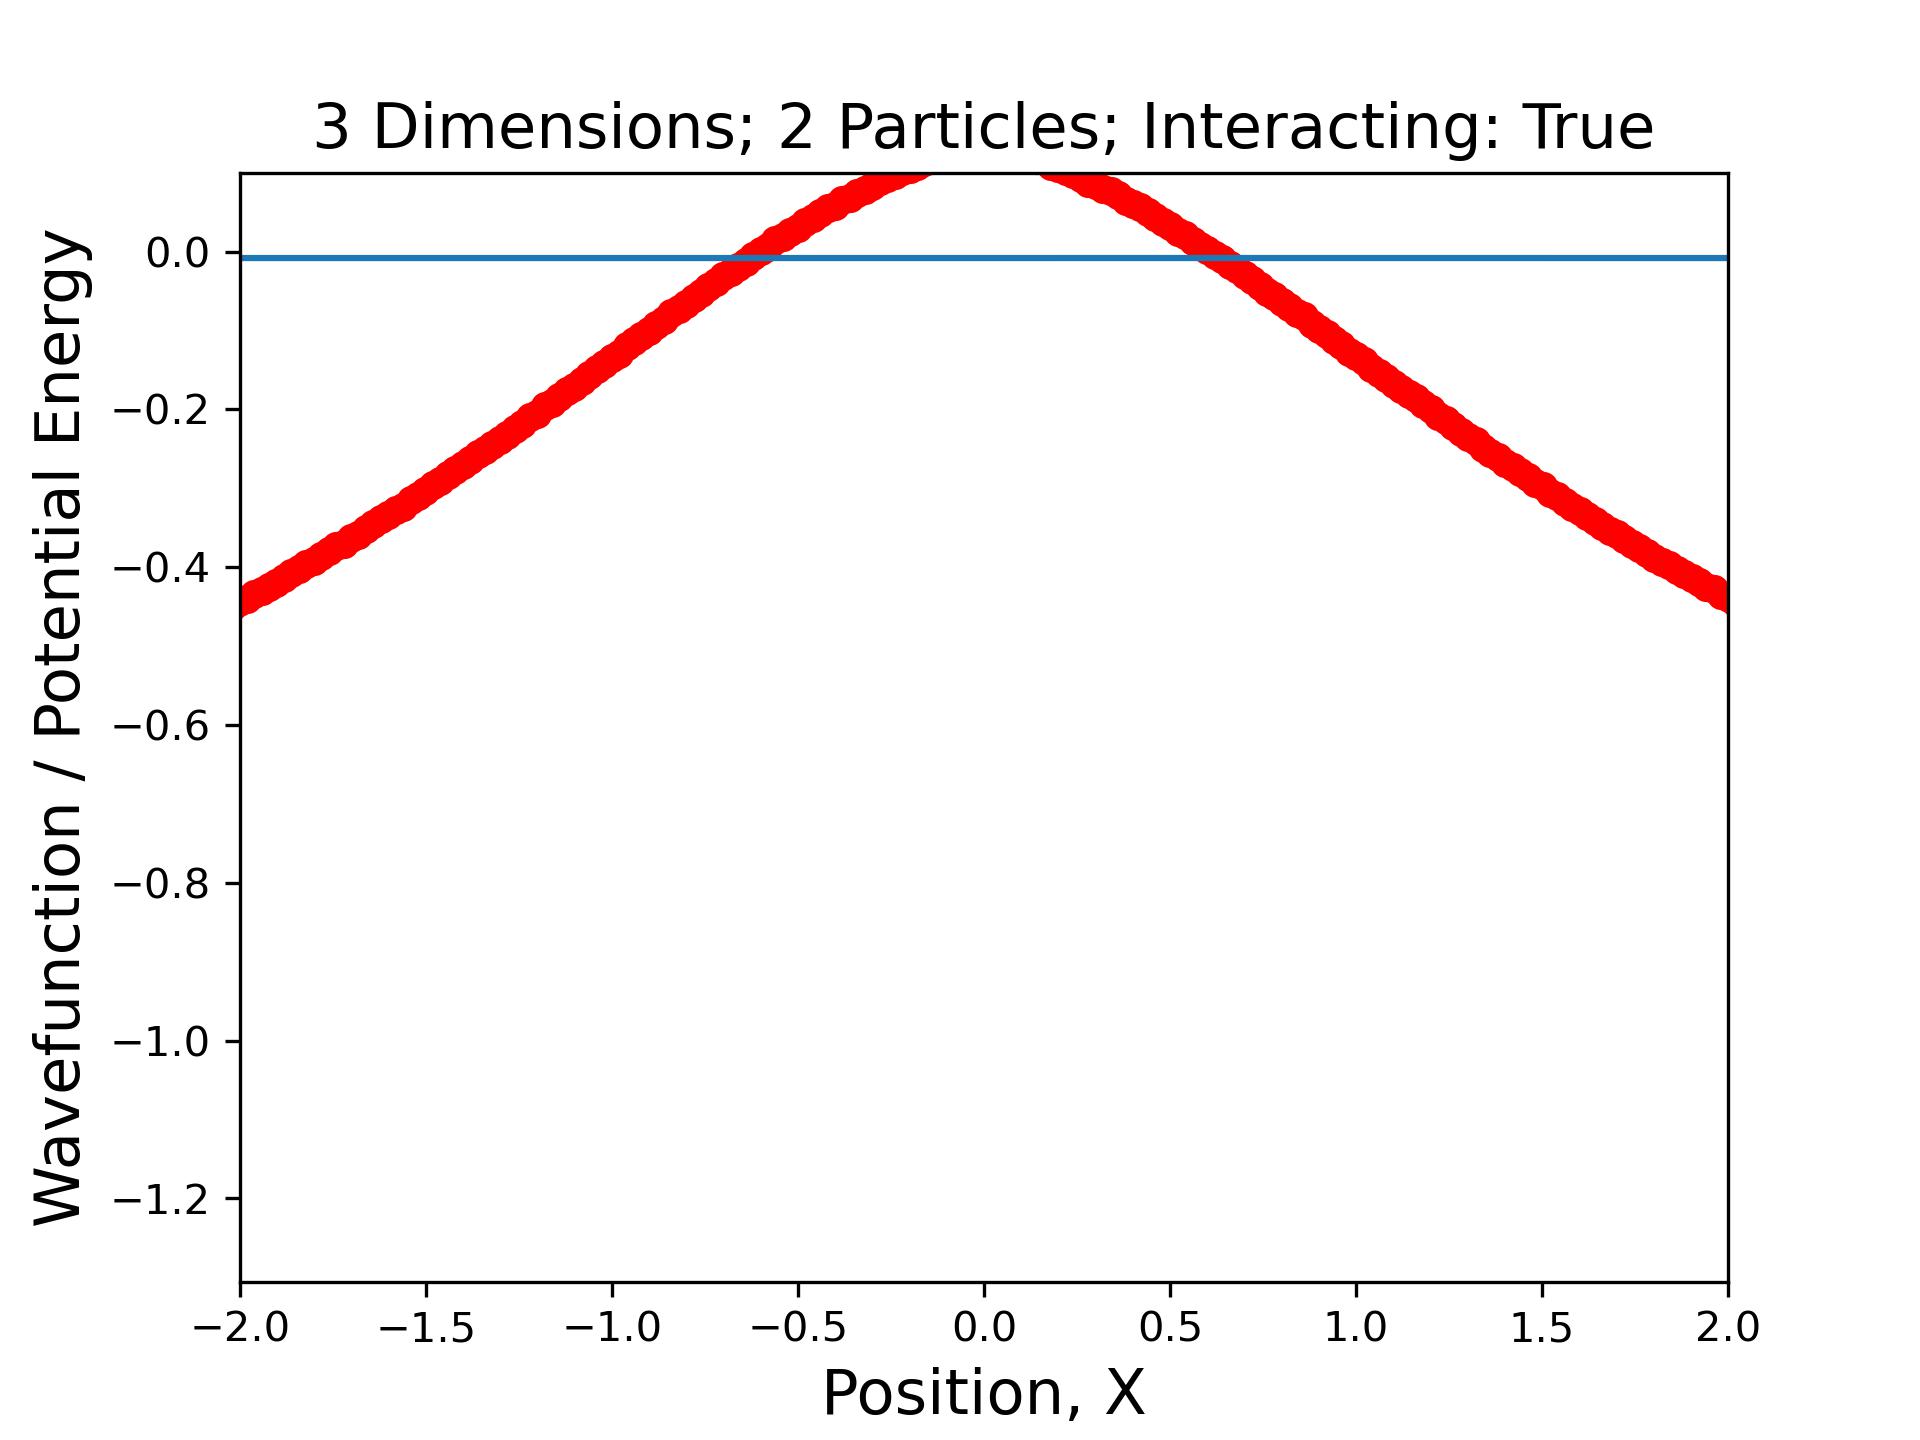 3 Dimensions; 2 Particles; Interacting: True
Wavefunction / Potential Energy
0.0
−0.2
−0.4
−0.6
−0.8
−1.0
−1.2
−2.0 −1.5 −1.0 −0.5 0.0 0.5 1.0 1.5 2.0
Position, X